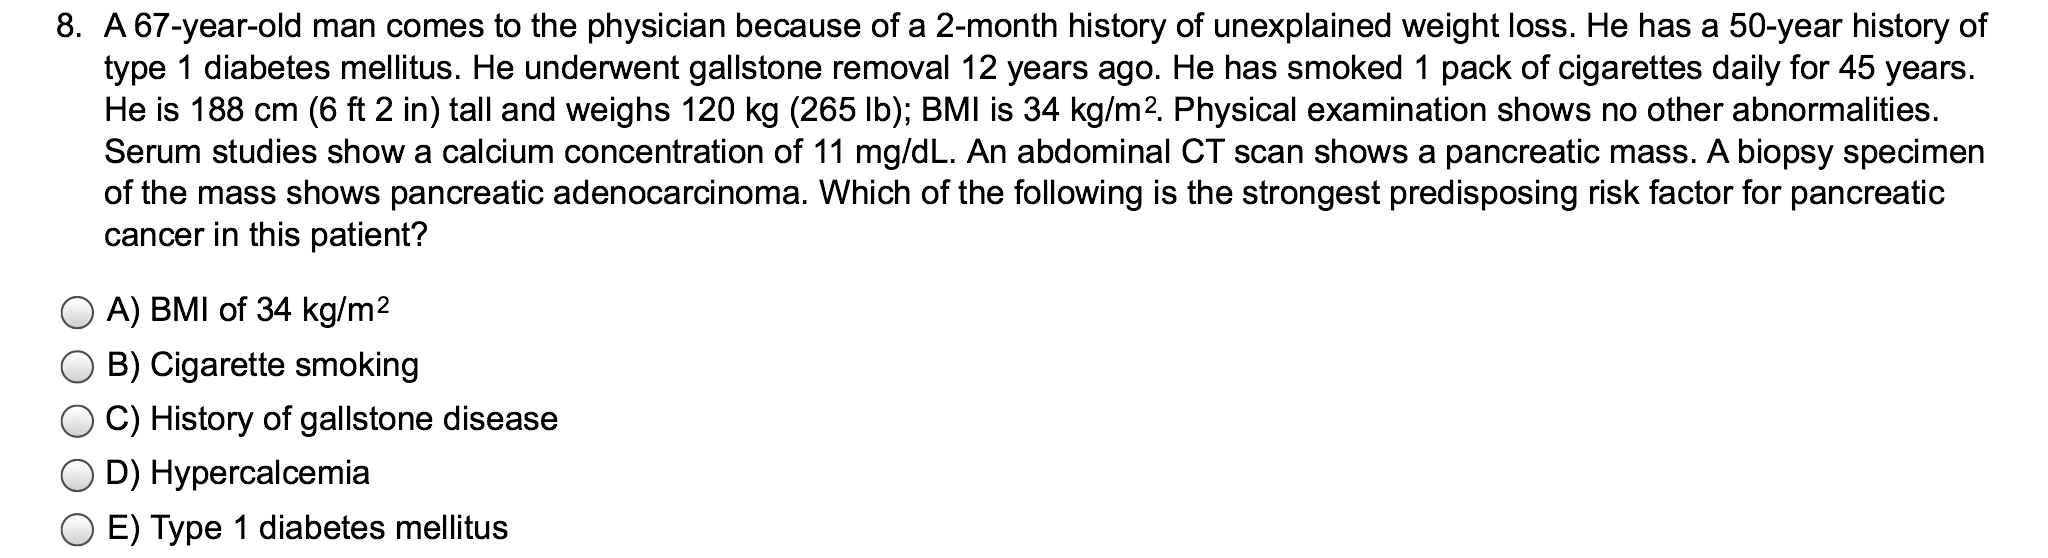 8. A 67-year-old man comes to the physician because of a 2-month history of unexplained weight loss. He has a 50-year history of
type 1 diabetes mellitus. He underwent gallstone removal 12 years ago. He has smoked 1 pack of cigarettes daily for 45 years.
He is 188 cm (6 ft 2 in) tall and weighs 120 kg (265 lb); BMI is 34 kg/m2. Physical examination shows no other abnormalities.
Serum studies show a calcium concentration of 11 mg/dL. An abdominal CT scan shows a pancreatic mass. A biopsy specimen
of the mass shows pancreatic adenocarcinoma. Which of the following is the strongest predisposing risk factor for pancreatic
cancer in this patient?
A) BMI of 34 kg/m2
B) Cigarette smoking
C) History of gallstone disease
D) Hypercalcemia
E) Type 1 diabetes mellitus